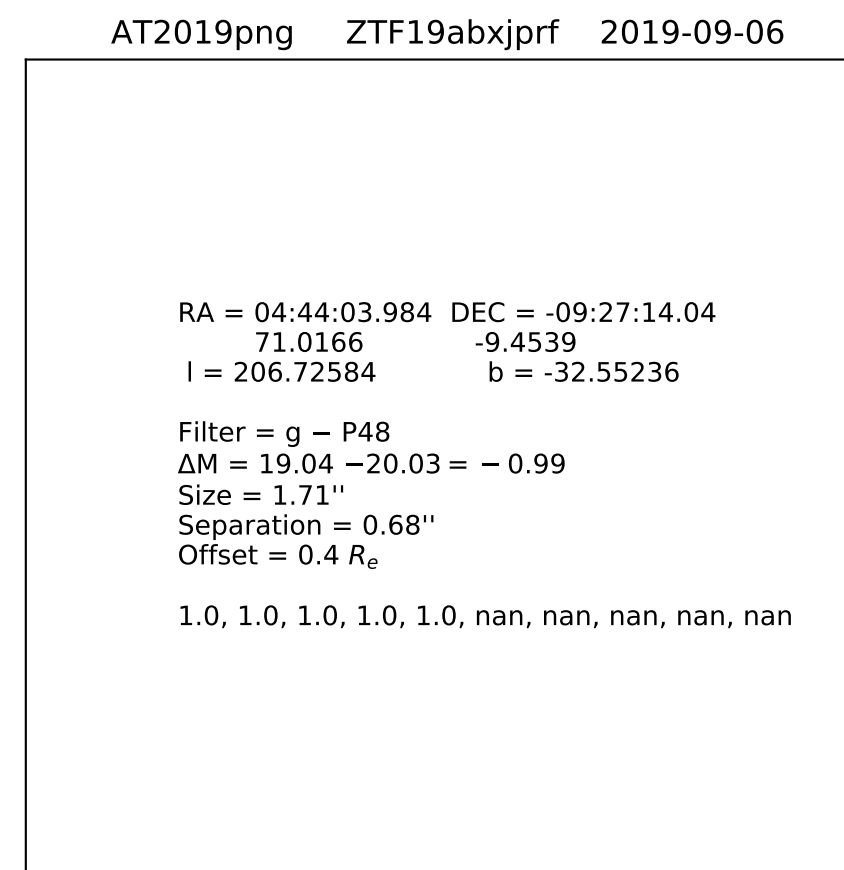 AT2019png ZTF19abxjprf 2019-09-06
RA = 04:44:03.984 DEC = -09:27:14.04
71.0166 -9.4539
l = 206.72584 b = -32.55236
Filter = g − P48
ΔM = 19.04 −20.03 = − 0.99
Size = 1.71''
Separation = 0.68''
Offset = 0.4 Rₑ
1.0, 1.0, 1.0, 1.0, 1.0, nan, nan, nan, nan, nan